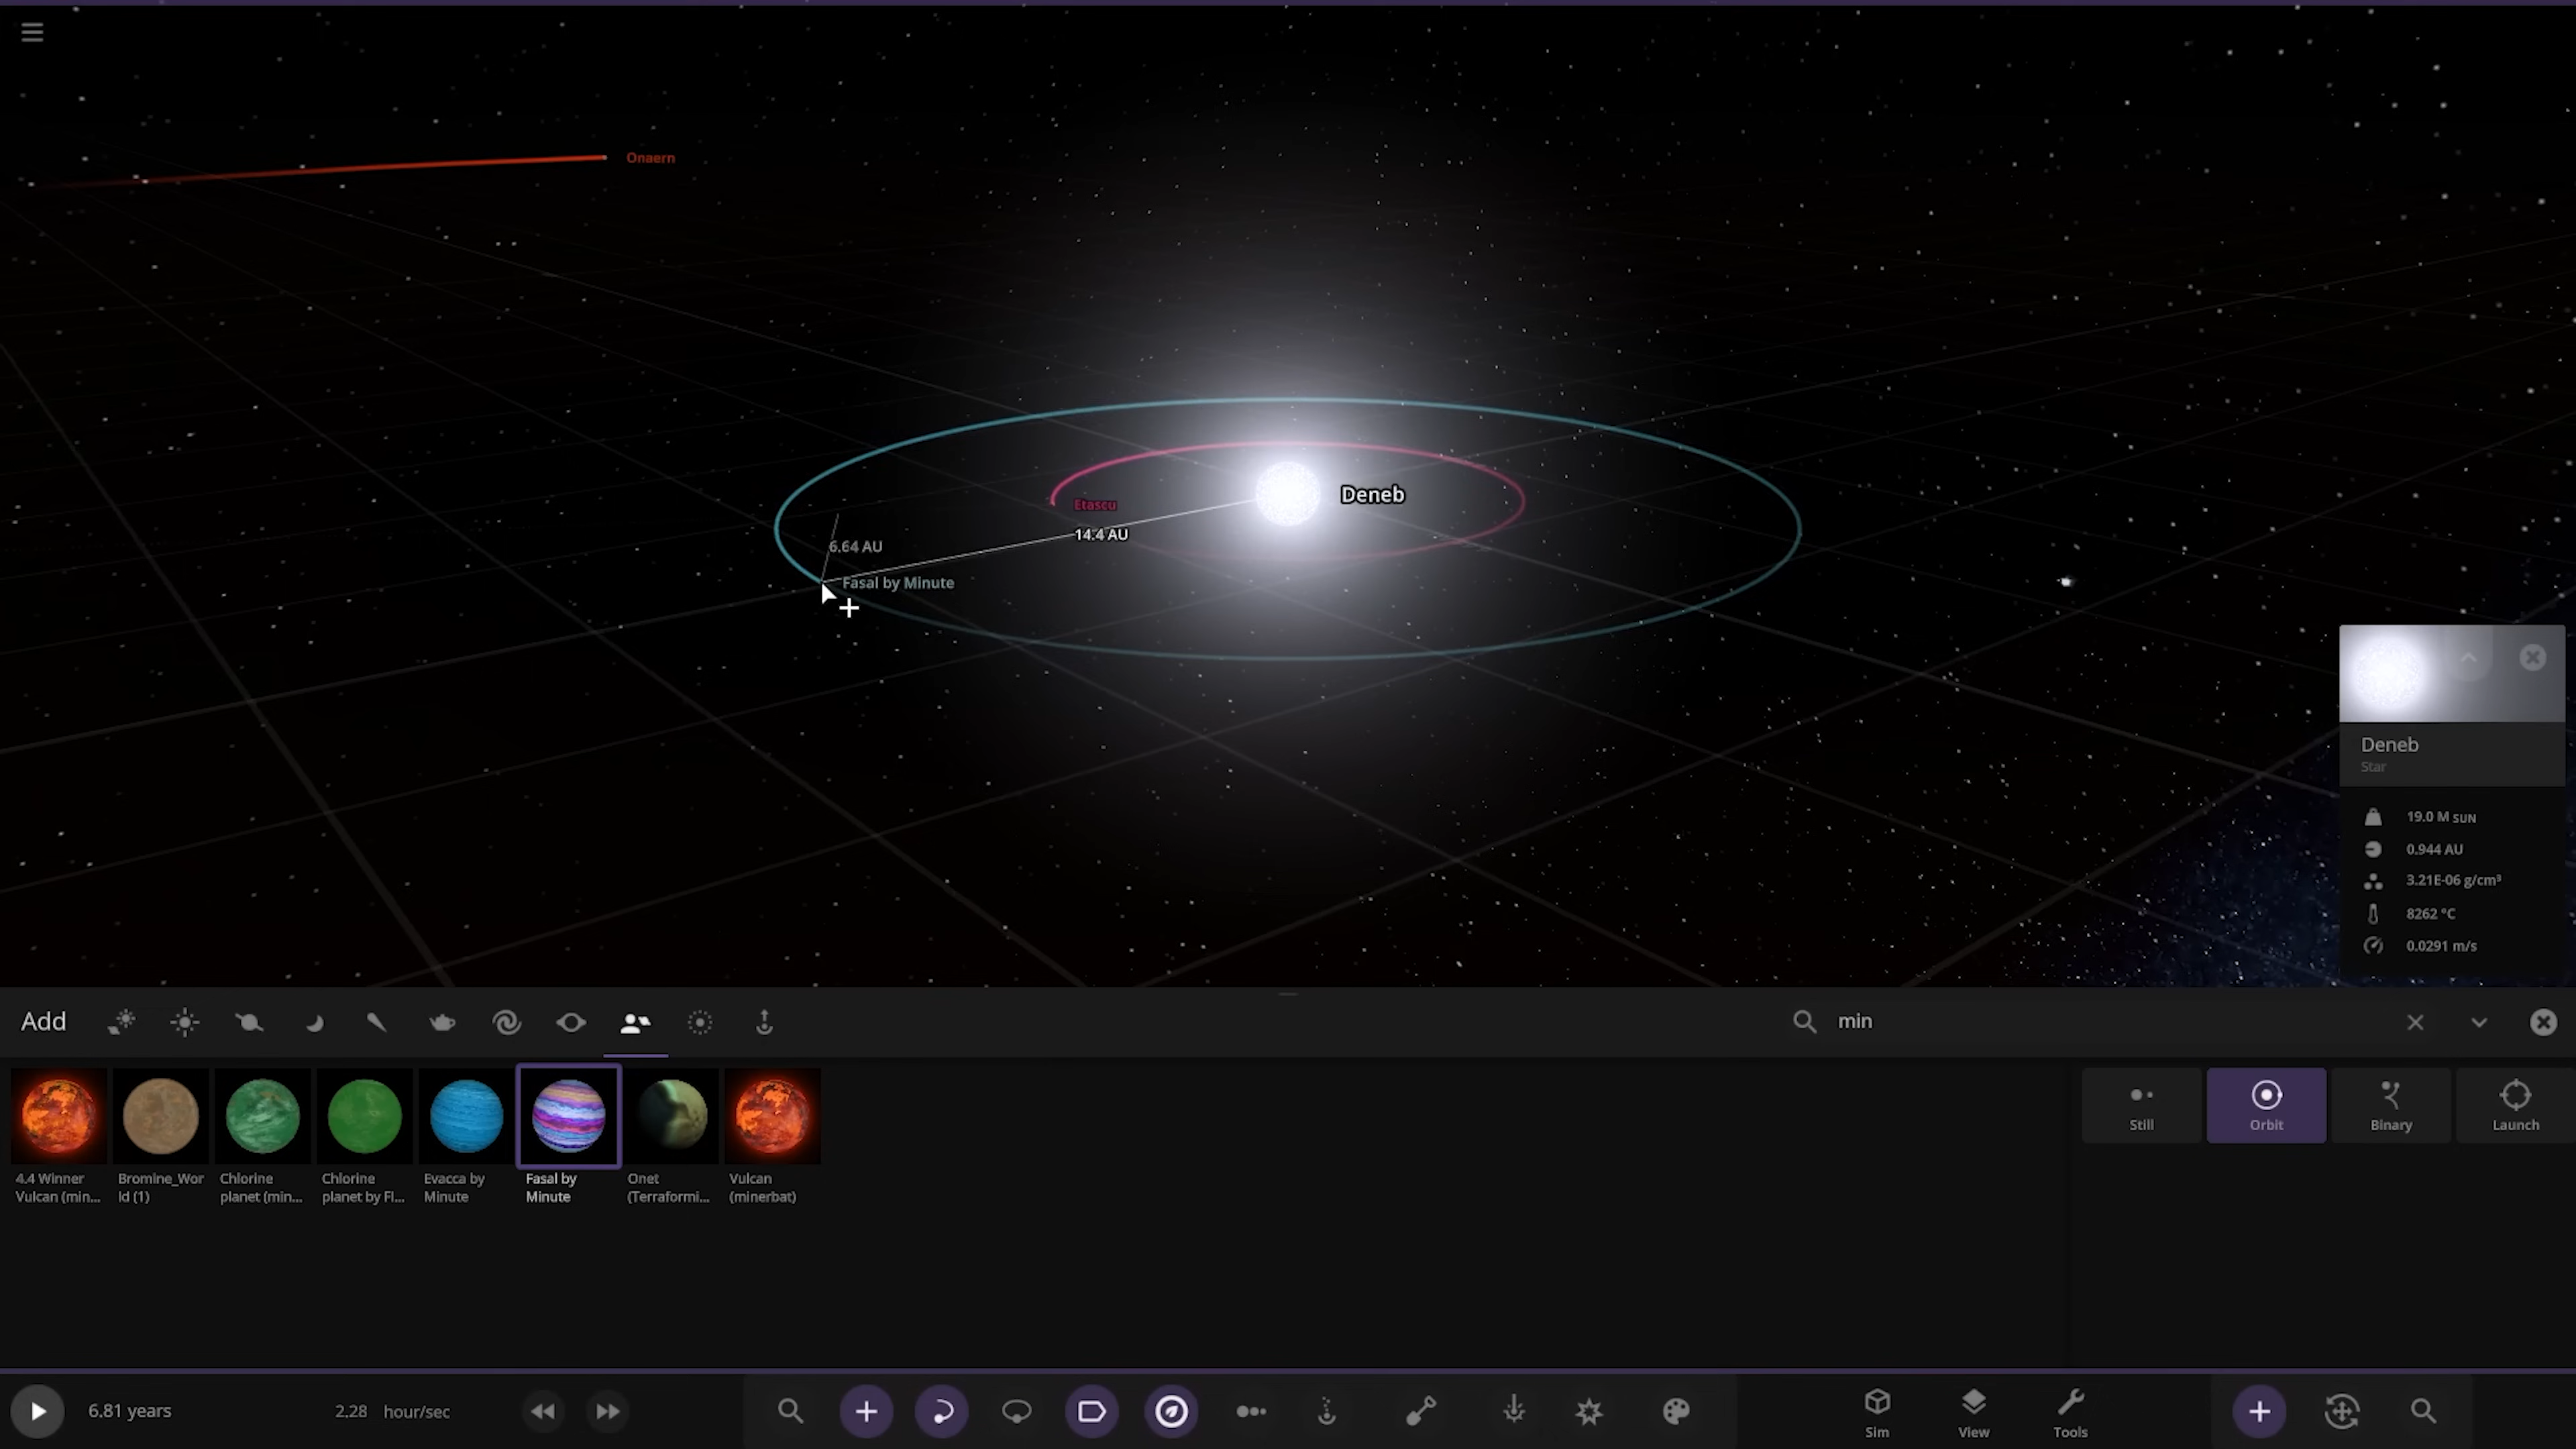 Onaern
Deneb
Etascu
14.4 AU
6.64 AU
Fasal by Minute
Deneb
Star
19.0 M SUN
0.944 AU
3.21E-06 g/cm³
8262 °C
0.0291 m/s
Add
min
4.4 Winner
Vulcan (min...
Bromine_Wor
ld (1)
Chlorine
planet (min...
Chlorine
planet by Fl...
Evacca by
Minute
Fasal by
Minute
Onet
(Terraformi...
Vulcan
(minerbat)
Still
Orbit
Binary
Launch
6.81 years
2.28 hour/sec
Sim
View
Tools